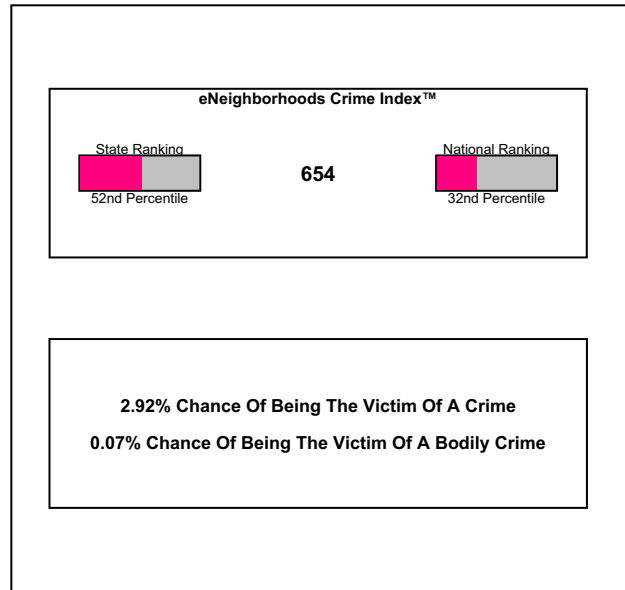 eNeighborhoods Crime Index™
State Ranking
52nd Percentile
654
National Ranking
32nd Percentile
2.92% Chance Of Being The Victim Of A Crime
0.07% Chance Of Being The Victim Of A Bodily Crime